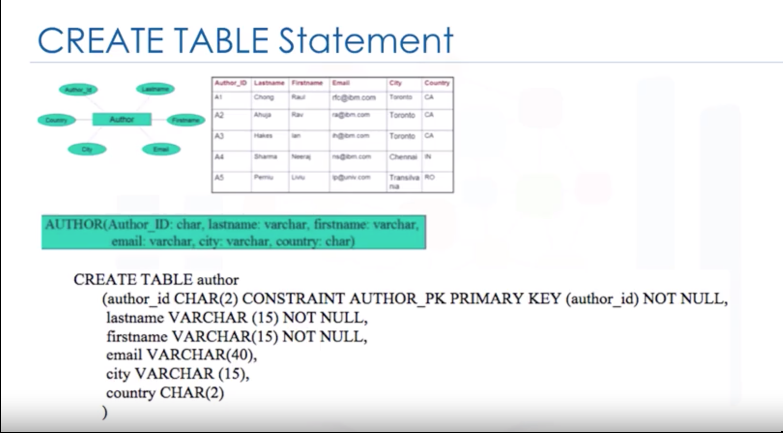 CREATE TABLE Statement
Author_Id
Lastname
Country
Author
Firstname
City
Email
Author_ID Lastname Firstname Email City Country
A1 Chong Raul rfc@ibm.com Toronto CA
A2 Ahuja Rav ra@ibm.com Toronto CA
A3 Hakes Ian ih@ibm.com Toronto CA
A4 Sharma Neeraj ns@ibm.com Chennai IN
A5 Perniu Liviu lp@univ.com Transilva RO
nia
AUTHOR(Author_ID: char, lastname: varchar, firstname: varchar,
email: varchar, city: varchar, country: char)
CREATE TABLE author
(author_id CHAR(2) CONSTRAINT AUTHOR_PK PRIMARY KEY (author_id) NOT NULL,
lastname VARCHAR (15) NOT NULL,
firstname VARCHAR(15) NOT NULL,
email VARCHAR(40),
city VARCHAR (15),
country CHAR(2)
)